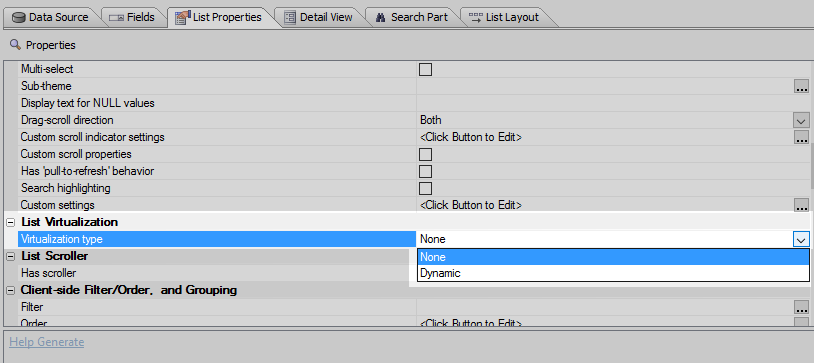 Data Source Fields List Properties Detail View Search Part List Layout
Properties
Multi-select
Sub-theme ...
Display text for NULL values
Drag-scroll direction Both
Custom scroll indicator settings <Click Button to Edit> ...
Custom scroll properties
Has 'pull-to-refresh' behavior
Search highlighting
Custom settings <Click Button to Edit> ...
List Virtualization
Virtualization type None
List Scroller None
Has scroller Dynamic
Client-side Filter/Order, and Grouping
Filter ...
Order <Click Button to Edit> ...
Help Generate